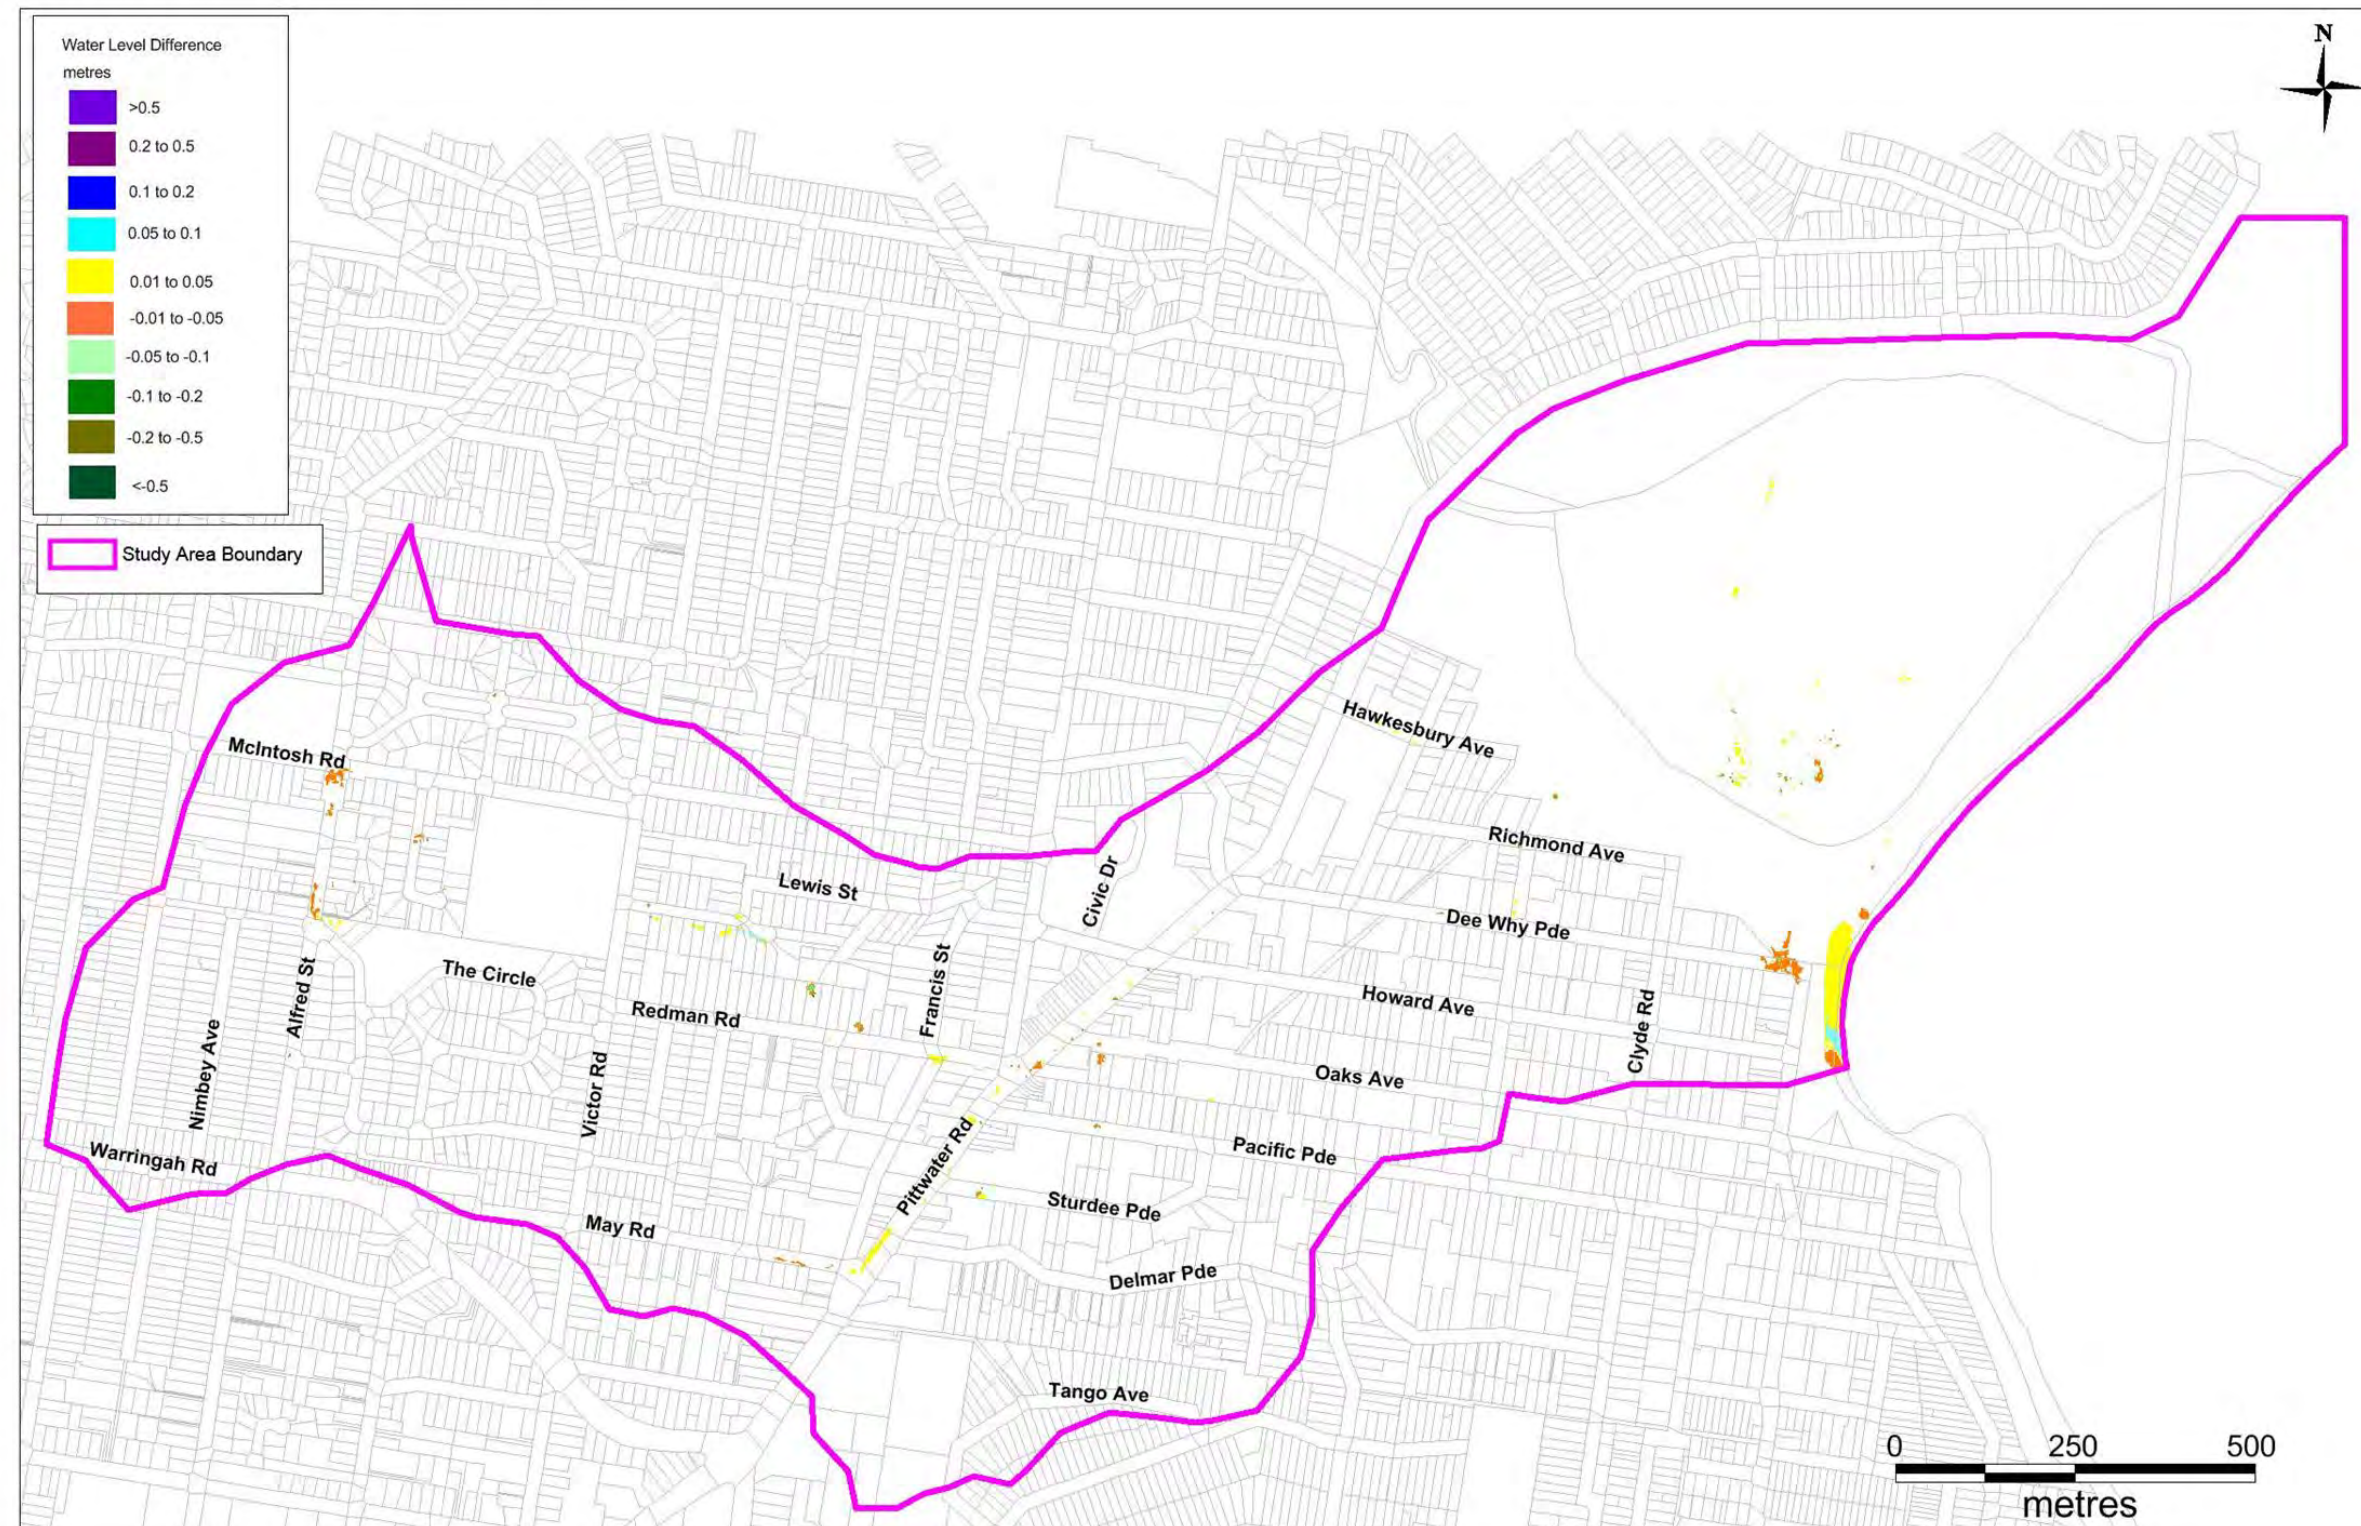 Water Level Difference
metres
>0.5
0.2 to 0.5
0.1 to 0.2
0.05 to 0.1
0.01 to 0.05
-0.01 to -0.05
-0.05 to -0.1
-0.1 to -0.2
-0.2 to -0.5
<-0.5
Study Area Boundary
N
Hawkesbury Ave
McIntosh Rd
Richmond Ave
Lewis St
Civic Dr
Dee Why Pde
The Circle
Francis St
Alfred St
Howard Ave
Redman Rd
Clyde Rd
Nimbey Ave
Victor Rd
Oaks Ave
Pittwater Rd
Pacific Pde
Warringah Rd
Sturdee Pde
May Rd
Delmar Pde
Tango Ave
0 250 500
metres